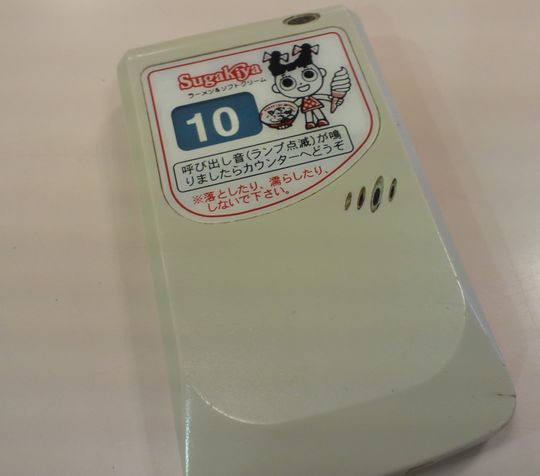 Sugakiya
ラーメン&ソフトクリーム
10
呼び出し音(ランプ点滅)が鳴
りましたらカウンターへどうぞ
※落としたり、濡らしたり、
しないで下さい。